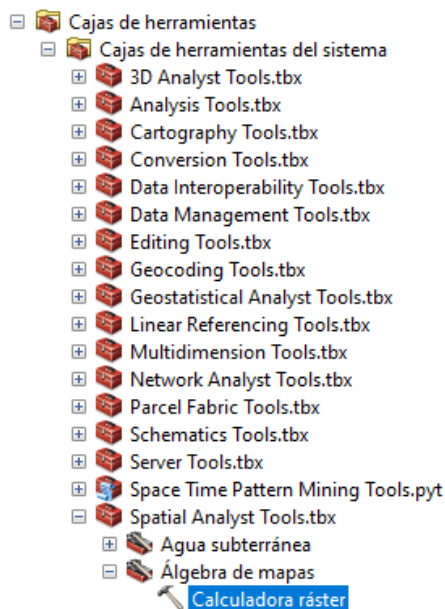 Cajas de herramientas
Cajas de herramientas del sistema
3D Analyst Tools.tbx
Analysis Tools.tbx
Cartography Tools.tbx
Conversion Tools.tbx
Data Interoperability Tools.tbx
Data Management Tools.tbx
Editing Tools.tbx
Geocoding Tools.tbx
Geostatistical Analyst Tools.tbx
Linear Referencing Tools.tbx
Multidimension Tools.tbx
Network Analyst Tools.tbx
Parcel Fabric Tools.tbx
Schematics Tools.tbx
Server Tools.tbx
Space Time Pattern Mining Tools.pyt
Spatial Analyst Tools.tbx
Agua subterránea
Álgebra de mapas
Calculadora ráster